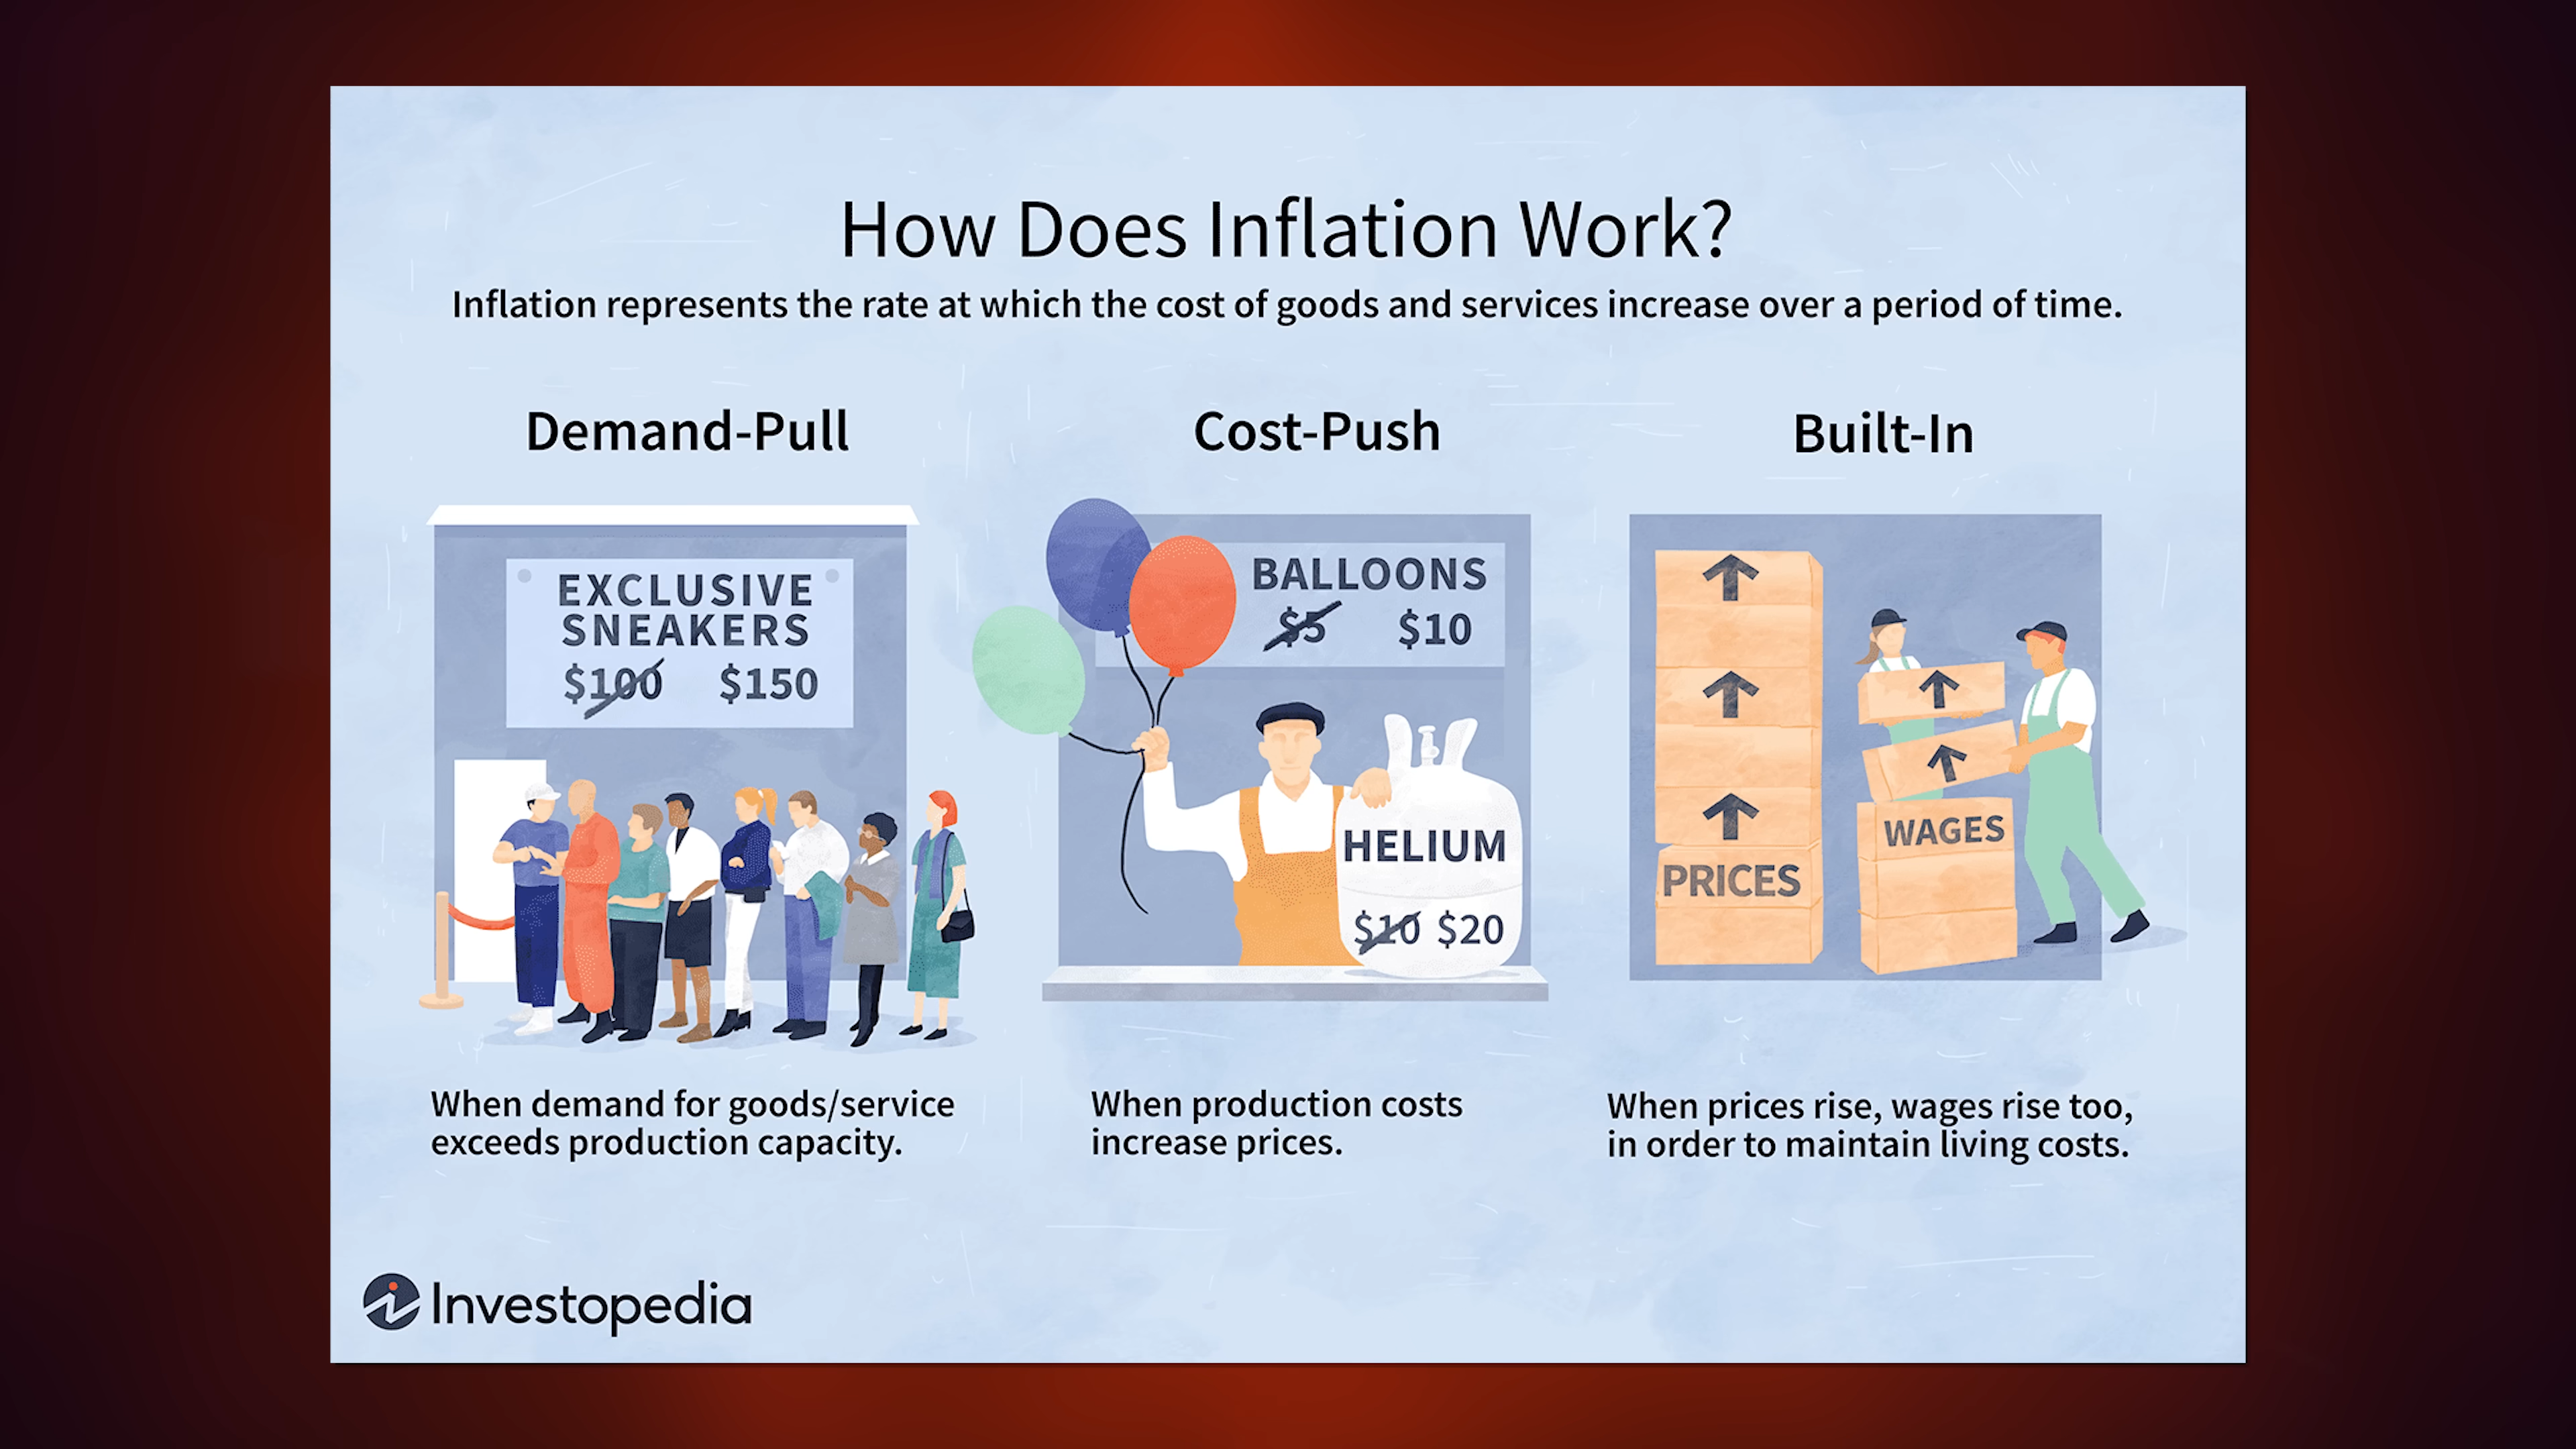 How Does Inflation Work?
Inflation represents the rate at which the cost of goods and services increase over a period of time.
Demand-Pull
EXCLUSIVE
SNEAKERS
$100 $150
When demand for goods/service
exceeds production capacity.
Cost-Push
BALLOONS
$5 $10
HELIUM
$10 $20
When production costs
increase prices.
Built-In
PRICES
WAGES
When prices rise, wages rise too,
in order to maintain living costs.
Investopedia